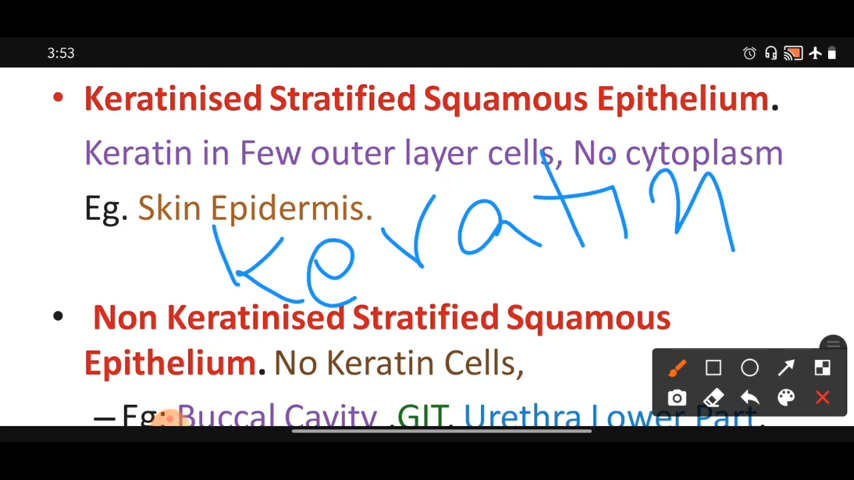 3:53
• Keratinised Stratified Squamous Epithelium.
Keratin in Few outer layer cells, No cytoplasm
Eg. Skin Epidermis.
keratin
• Non Keratinised Stratified Squamous
Epithelium. No Keratin Cells,
–Eg: Buccal Cavity ,GIT, Urethra Lower Part.